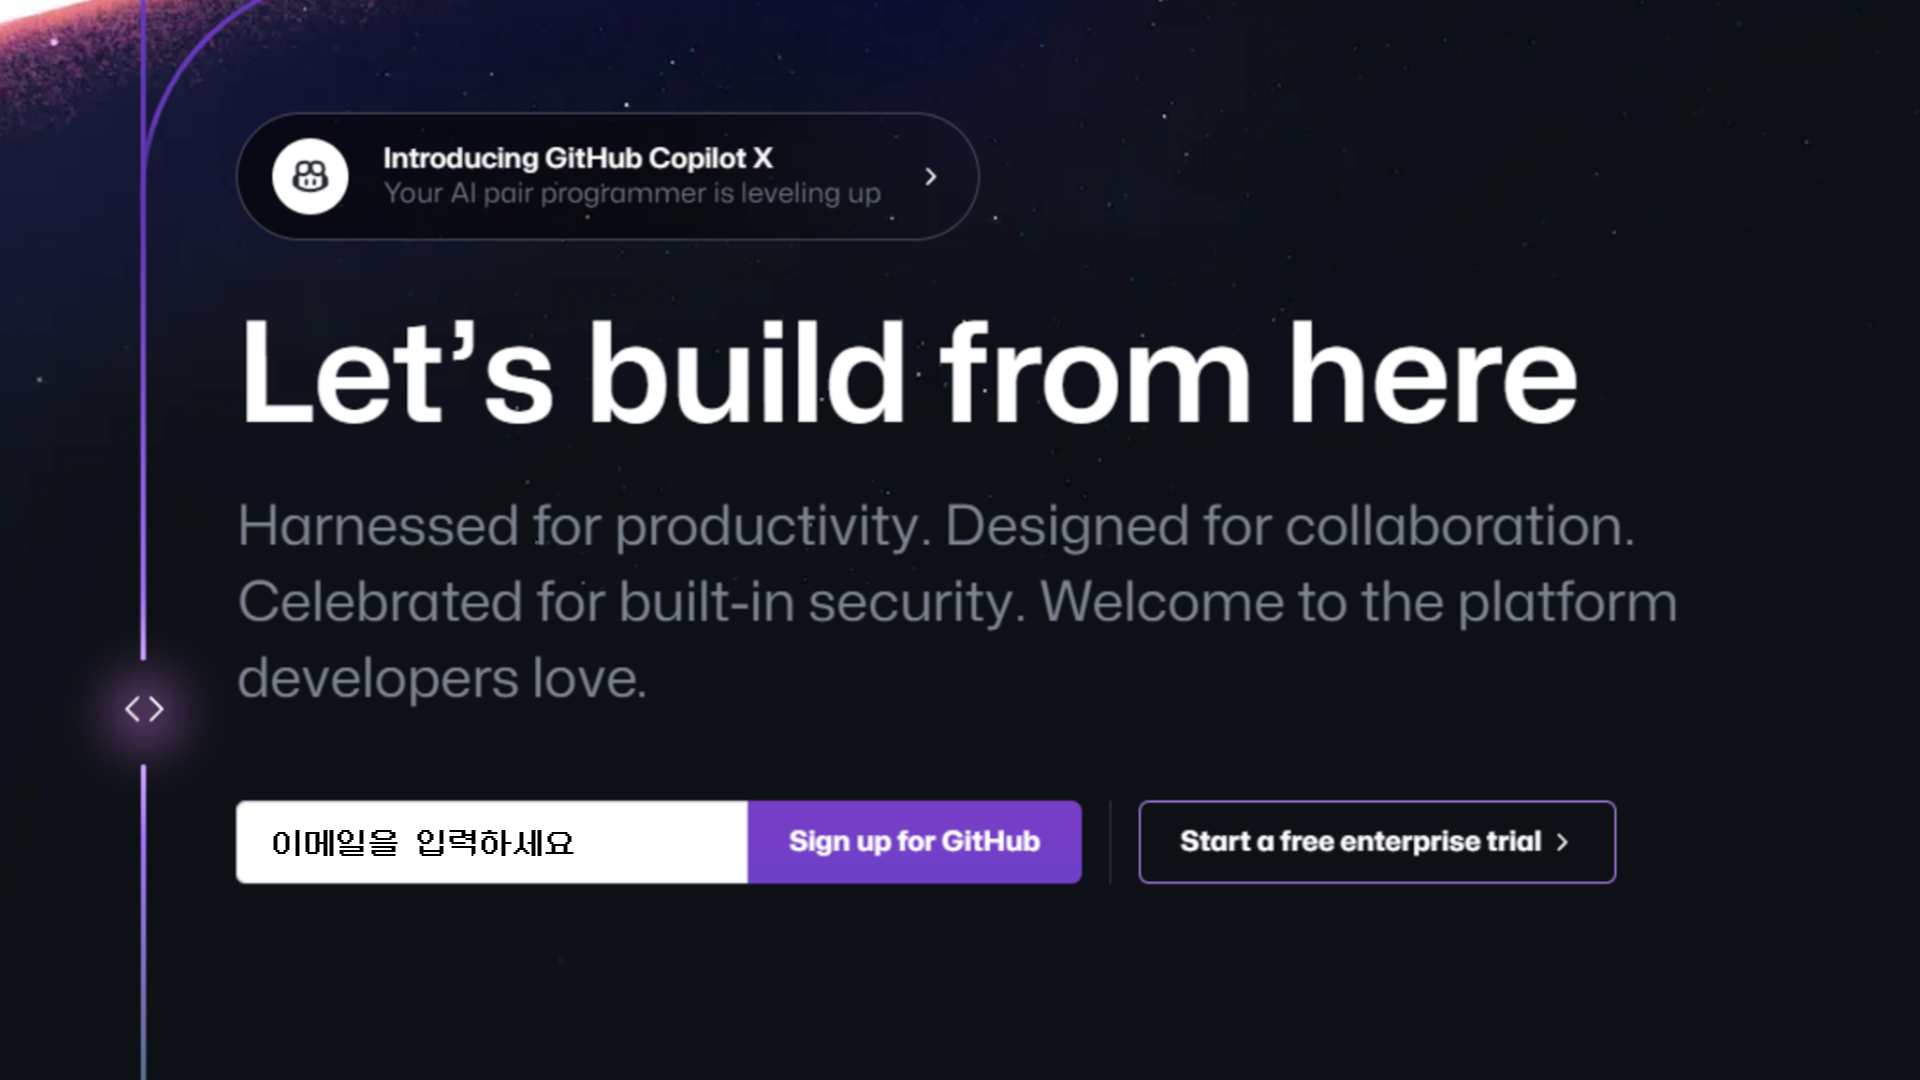 Introducing GitHub Copilot X
Your AI pair programmer is leveling up
Let’s build from here
Harnessed for productivity. Designed for collaboration.
Celebrated for built-in security. Welcome to the platform
developers love.
이메일을 입력하세요
Sign up for GitHub
Start a free enterprise trial